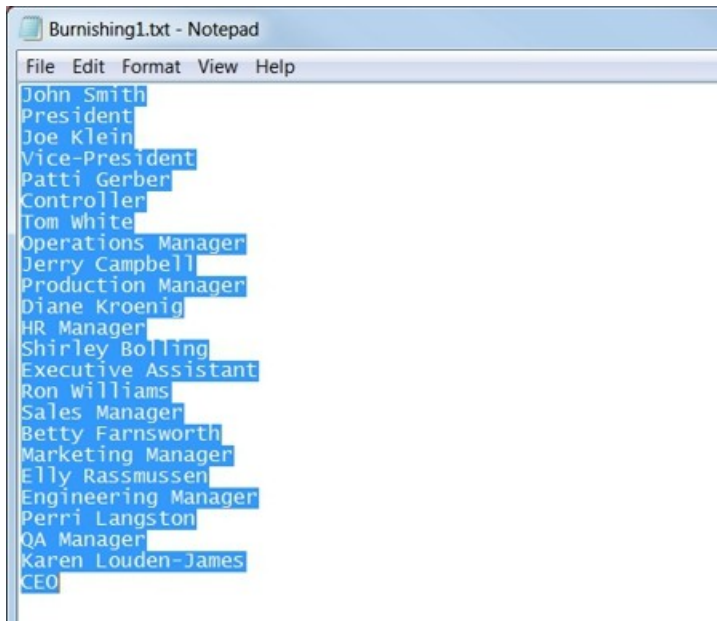 Burnishing1.txt - Notepad
File Edit Format View Help
John Smith
President
Joe Klein
Vice-President
Patti Gerber
Controller
Tom White
Operations Manager
Jerry Campbell
Production Manager
Diane Kroenig
HR Manager
Shirley Bolling
Executive Assistant
Ron Williams
Sales Manager
Betty Farnsworth
Marketing Manager
Elly Rassmussen
Engineering Manager
Perri Langston
QA Manager
Karen Louden-James
CEO